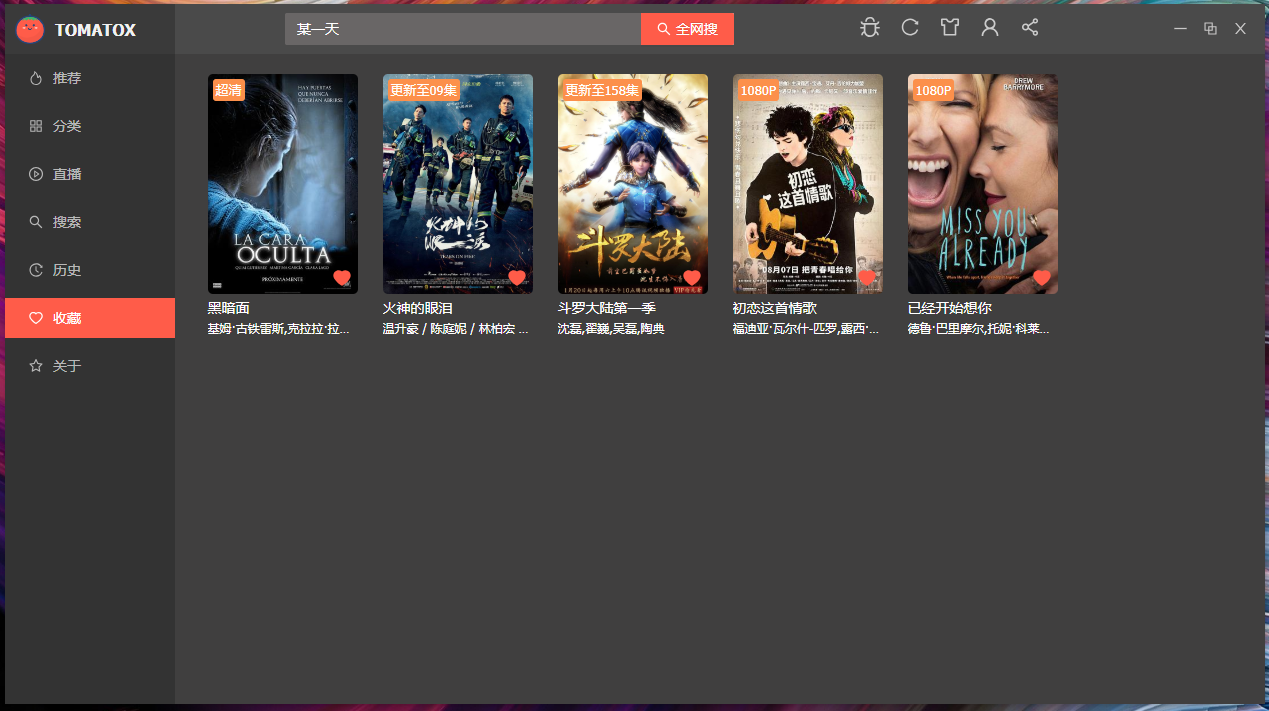 TOMATOX
某一天
全网搜
推荐
分类
直播
搜索
历史
收藏
关于
超清
HAY PUERTAS
QUE NUNCA
DEBERÍAN ABRIRSE
LA CARA
OCULTA
PRÓXIMAMENTE
黑暗面
基姆·古铁雷斯,克拉拉·拉...
更新至09集
火神的眼泪
TEARS ON FIRE
火神的眼泪
温升豪 / 陈庭妮 / 林柏宏 ...
更新至158集
斗罗大陆
VIP
斗罗大陆第一季
沈磊,翟巍,吴磊,陶典
1080P
初恋
这首情歌
08月07日 把青春唱给你
初恋这首情歌
福迪亚·瓦尔什-匹罗,露西·...
1080P
DREW
BARRYMORE
MISS YOU
ALREADY
已经开始想你
德鲁·巴里摩尔,托妮·科莱...